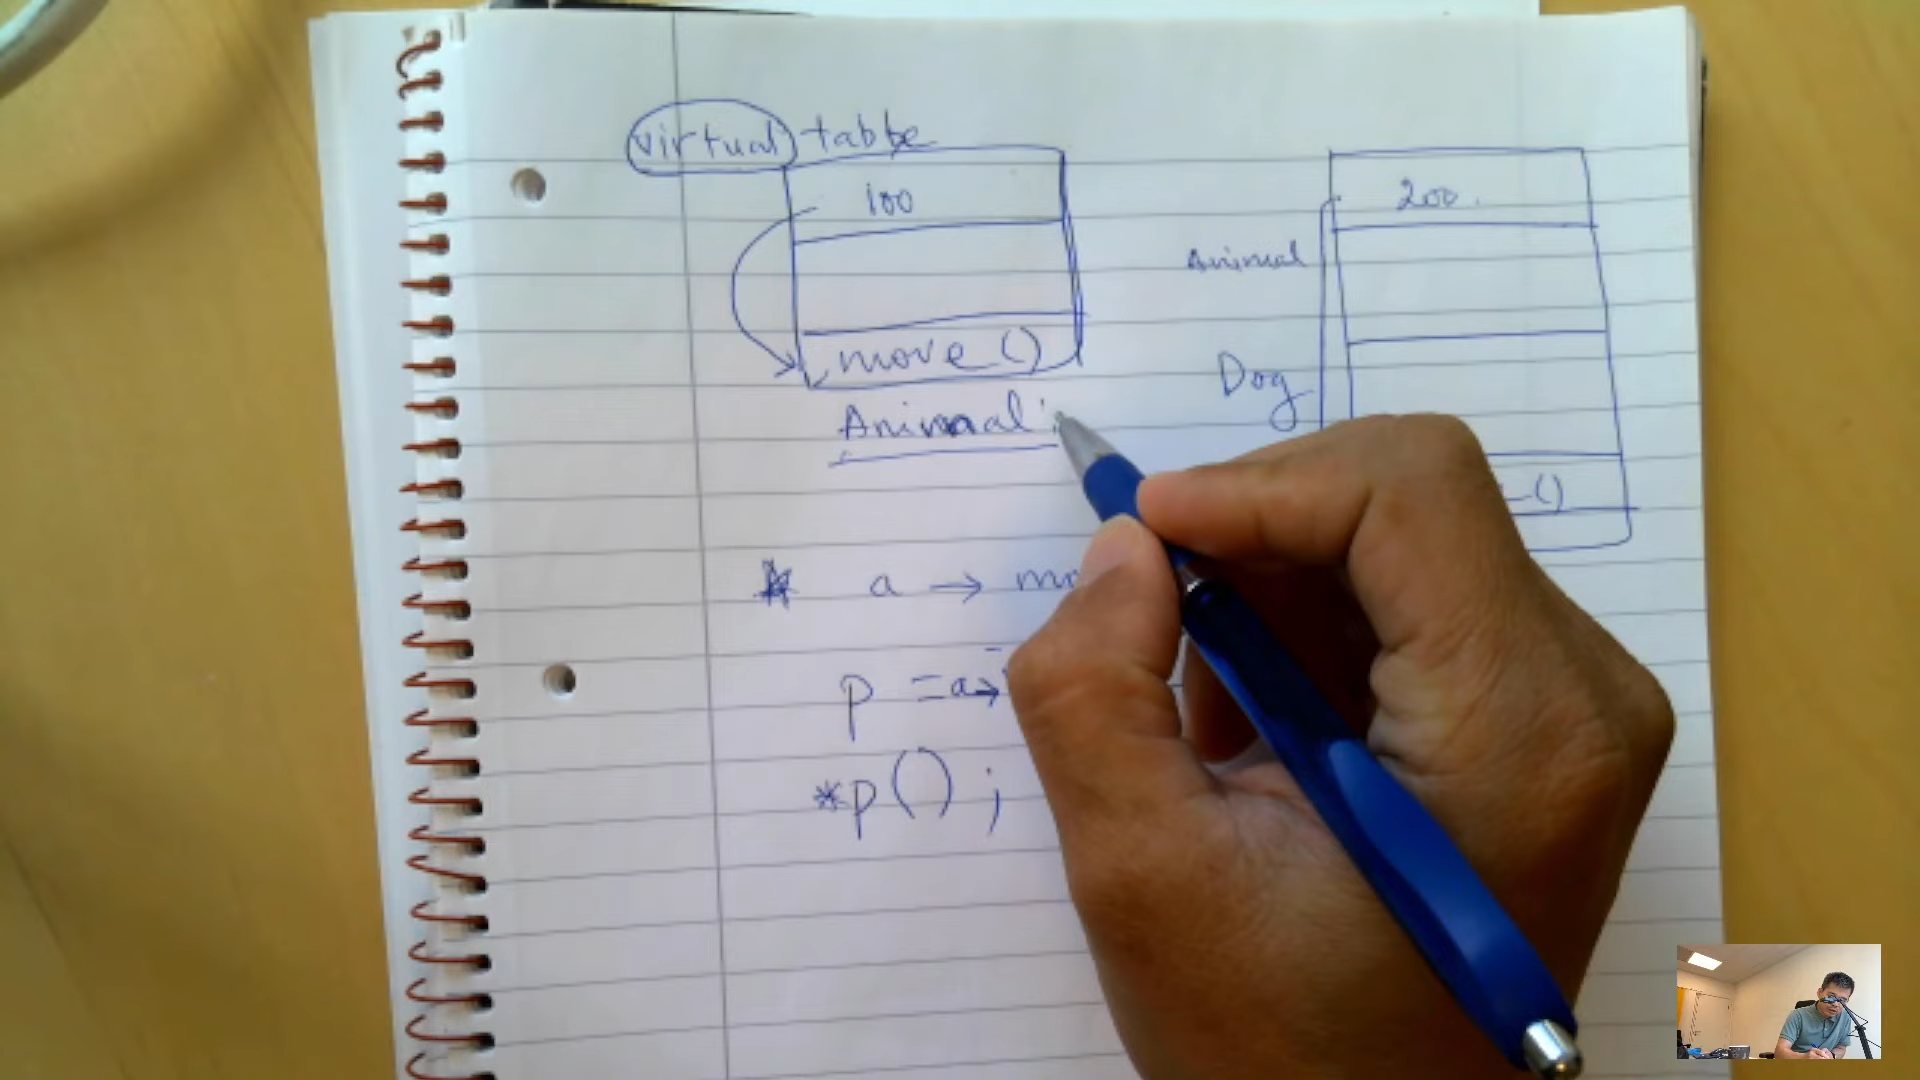 virtual table
100
200.
Animal
move ()
Dog
Animal
()
a →
p = a→
*p() ;